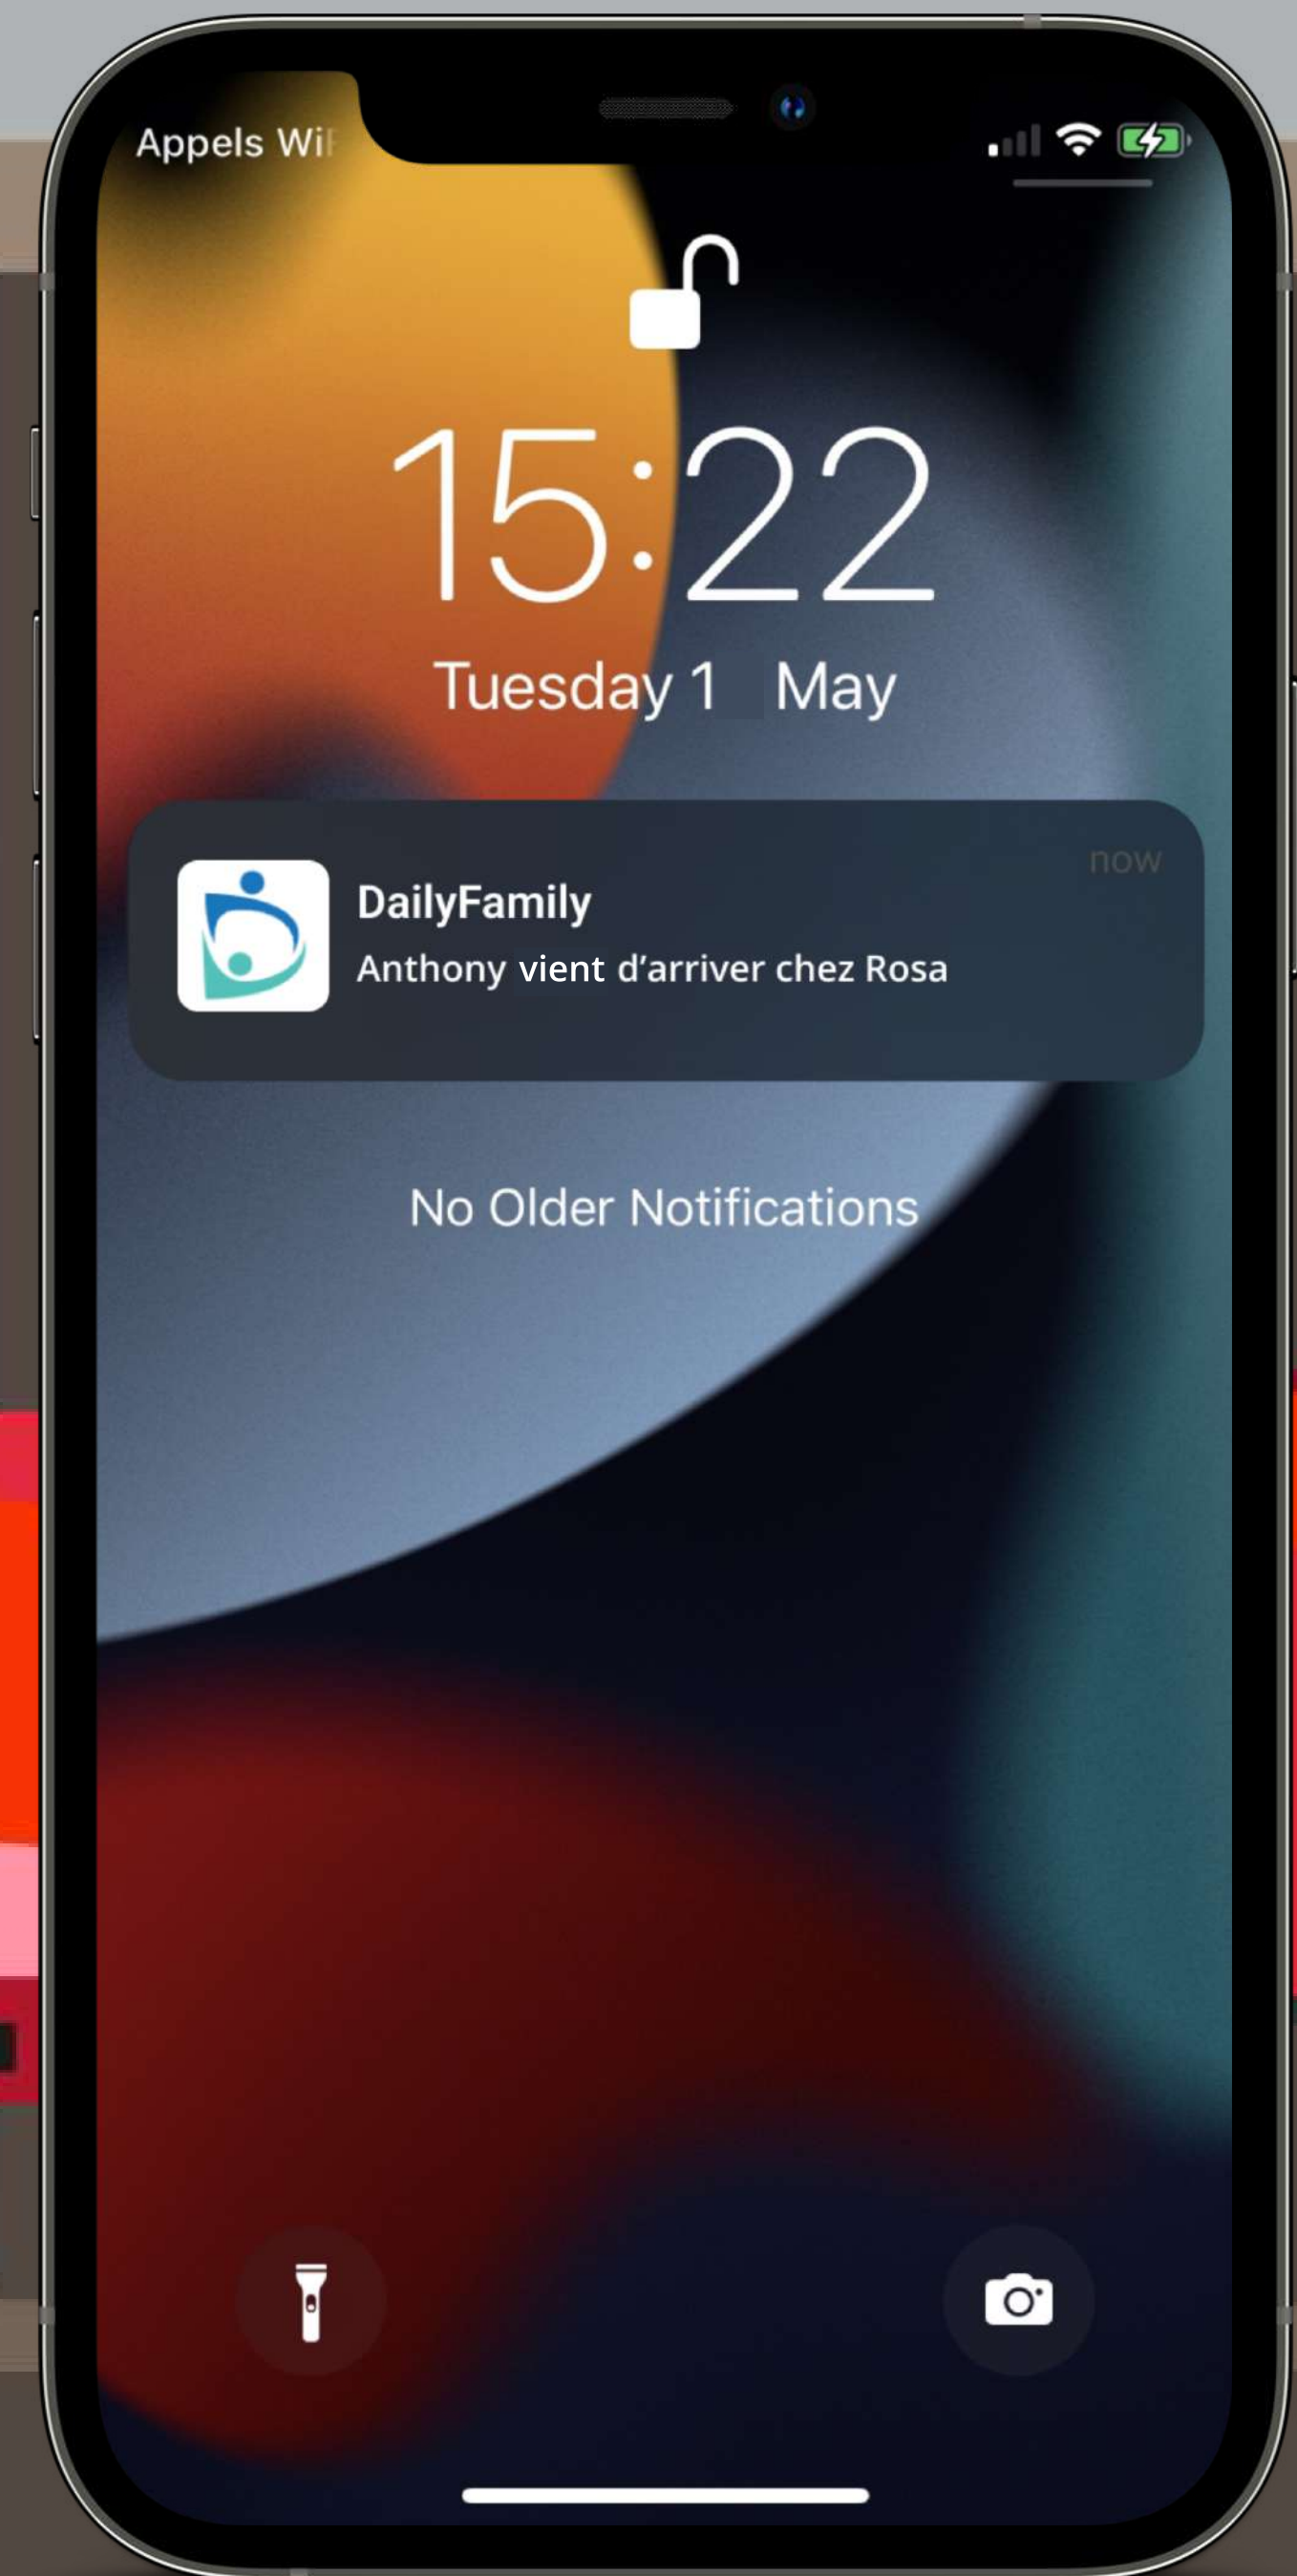 Appels Wi
15:22
Tuesday 1 May
now
DailyFamily
Anthony vient d’arriver chez Rosa
No Older Notifications